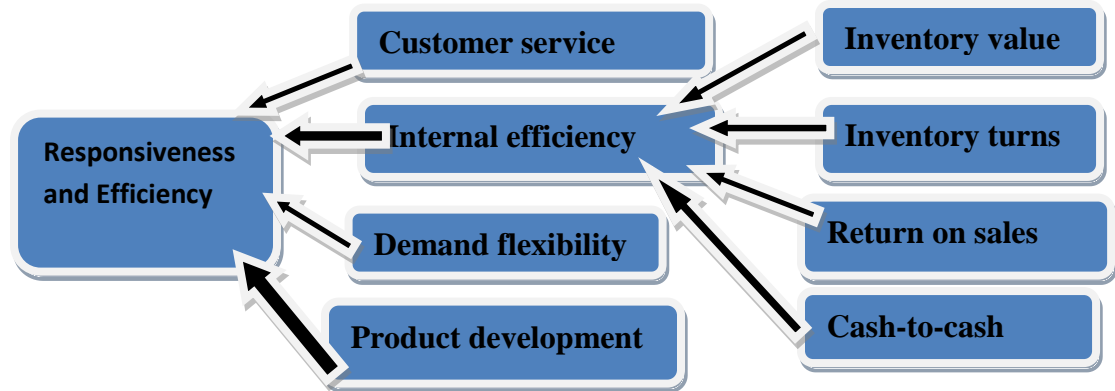 Customer service
Inventory value
Responsiveness
and Efficiency
Internal efficiency
Inventory turns
Demand flexibility
Return on sales
Product development
Cash-to-cash